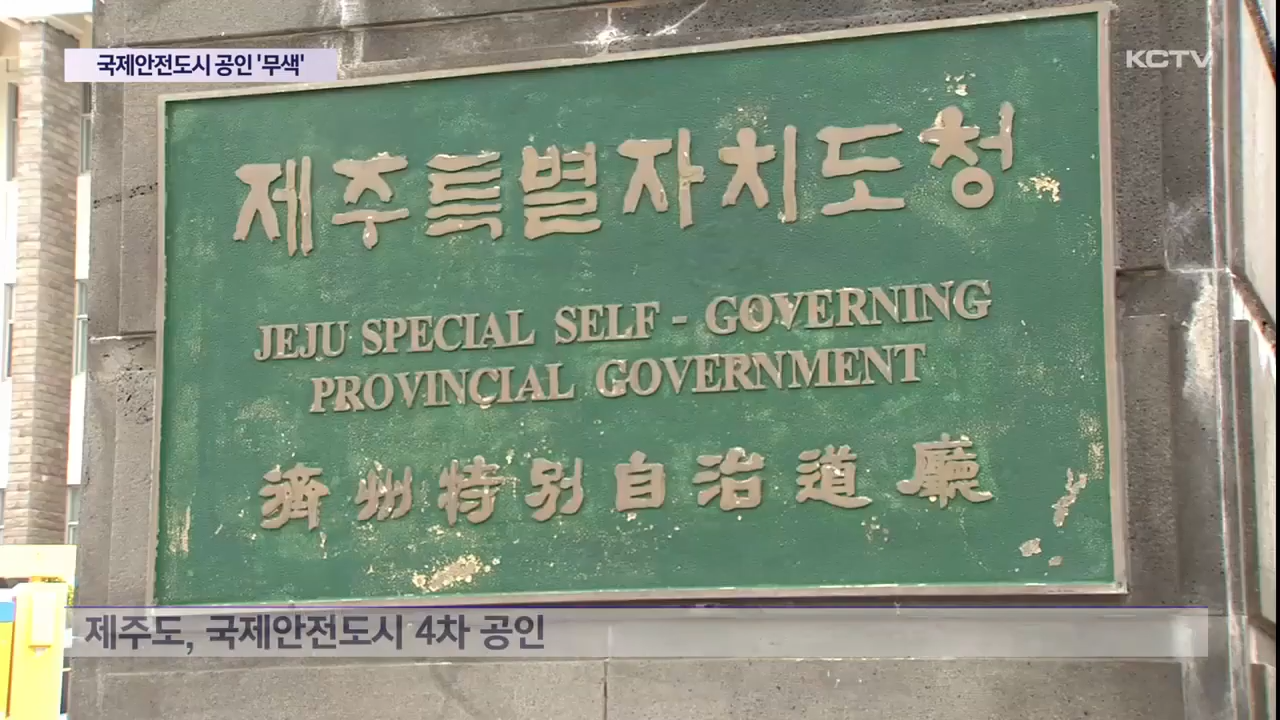 국제안전도시 공인 '무색'
KCTV
제주특별자치도청
JEJU SPECIAL SELF - GOVERNING
PROVINCIAL GOVERNMENT
濟州特別自治道廳
제주도, 국제안전도시 4차 공인